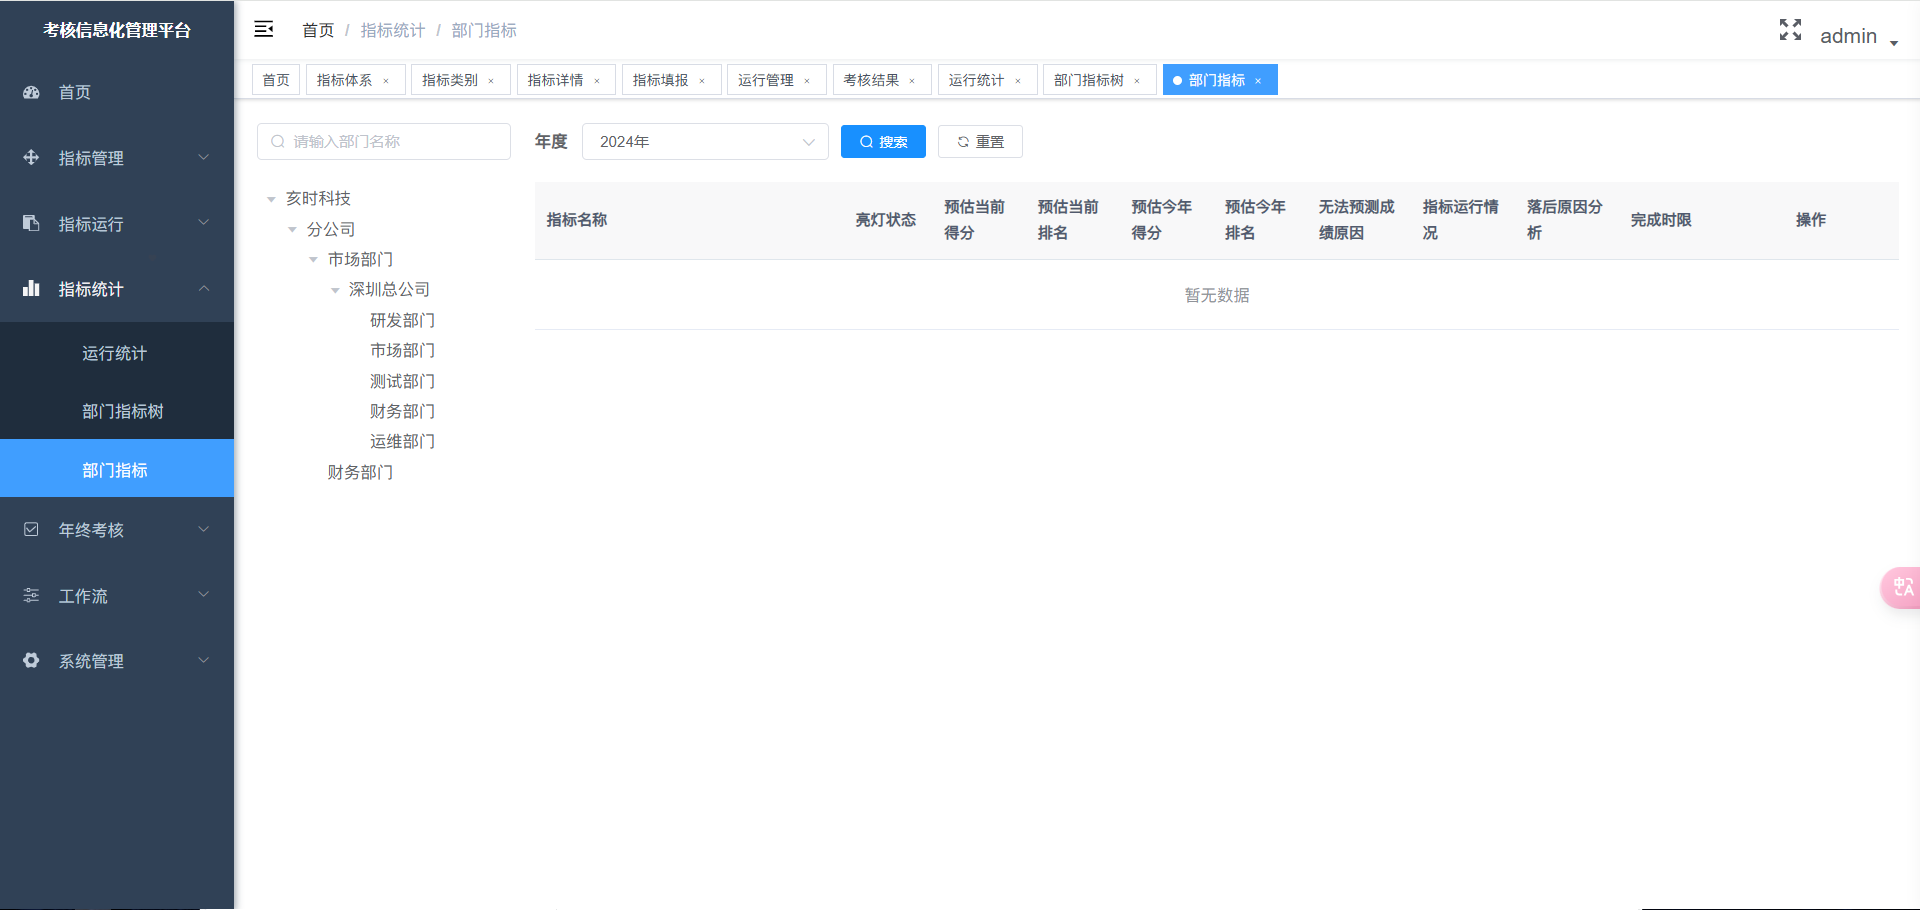 考核信息化管理平台
首页
指标管理
指标运行
指标统计
运行统计
部门指标树
部门指标
年终考核
工作流
系统管理
首页 / 指标统计 / 部门指标
admin
首页 指标体系 × 指标类别 × 指标详情 × 指标填报 × 运行管理 × 考核结果 × 运行统计 × 部门指标树 × 部门指标 ×
请输入部门名称
亥时科技
分公司
市场部门
深圳总公司
研发部门
市场部门
测试部门
财务部门
运维部门
财务部门
年度 2024年 搜索 重置
指标名称 亮灯状态 预估当前得分 预估当前排名 预估今年得分 预估今年排名 无法预测成绩原因 指标运行情况 落后原因分析 完成时限 操作
暂无数据
中A